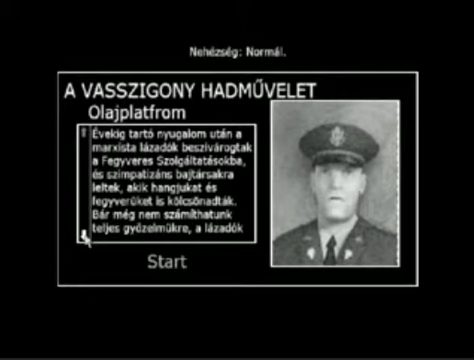 Nehézség: Normál.
A VASSZIGONY HADMŰVELET
Olajplatfrom
Évekig tartó nyugalom után a
marxista lázadók beszivárogtak
a Fegyveres Szolgáltatásokba,
és szimpatizáns bajtársakra
leltek, akik hangjukat és
fegyverüket is kölcsönadták.
Bár még nem számíthatunk
teljes győzelmükre, a lázadók
Start